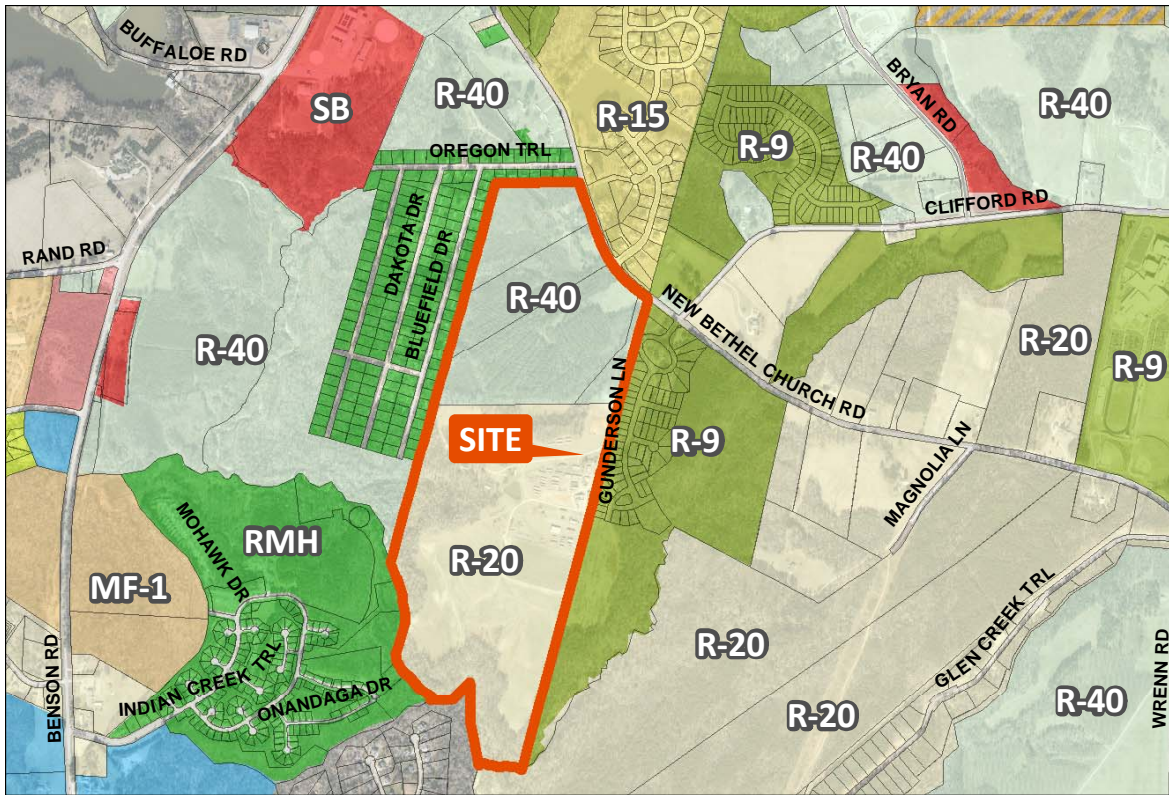 BUFFALOE RD
SB
R-40
R-15
BRYAN RD
R-40
R-9
R-40
OREGON TRL
CLIFFORD RD
RAND RD
DAKOTA DR
BLUEFIELD DR
R-40
NEW BETHEL CHURCH RD
R-40
R-20
R-9
SITE
GUNDERSON LN
R-9
MAGNOLIA LN
MOHAWK DR
RMH
R-20
MF-1
GLEN CREEK TRL
R-20
R-20
R-40
WRENN RD
BENSON RD
INDIAN CREEK TRL
ONANDAGA DR